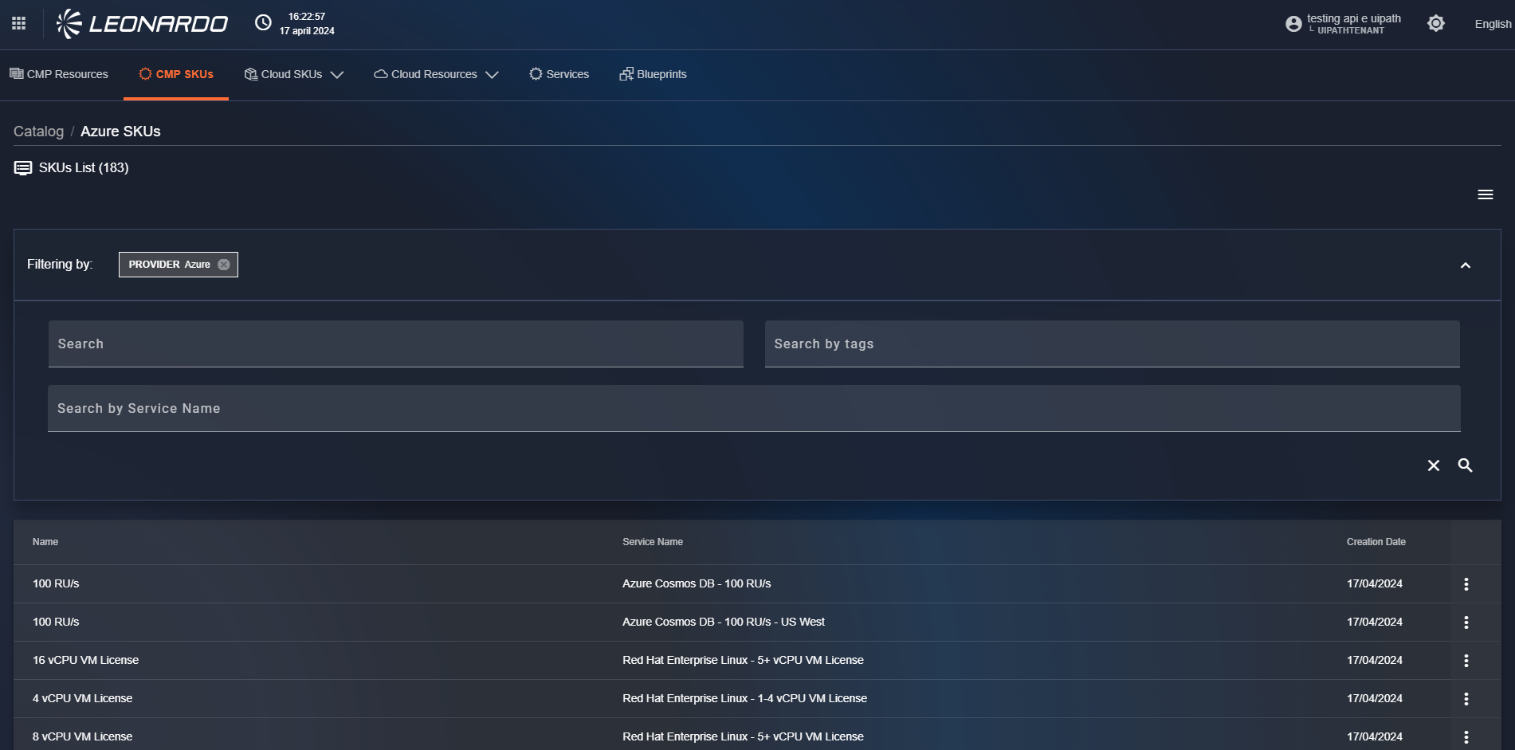 LEONARDO
16:22:57
17 april 2024
testing api e uipath
UIPATHTENANT
English
CMP Resources
CMP SKUs
Cloud SKUs
Cloud Resources
Services
Blueprints
Catalog / Azure SKUs
SKUs List (183)
Filtering by:
PROVIDER Azure
Search
Search by tags
Search by Service Name
Name Service Name Creation Date
100 RU/s Azure Cosmos DB - 100 RU/s 17/04/2024
100 RU/s Azure Cosmos DB - 100 RU/s - US West 17/04/2024
16 vCPU VM License Red Hat Enterprise Linux - 5+ vCPU VM License 17/04/2024
4 vCPU VM License Red Hat Enterprise Linux - 1-4 vCPU VM License 17/04/2024
8 vCPU VM License Red Hat Enterprise Linux - 5+ vCPU VM License 17/04/2024